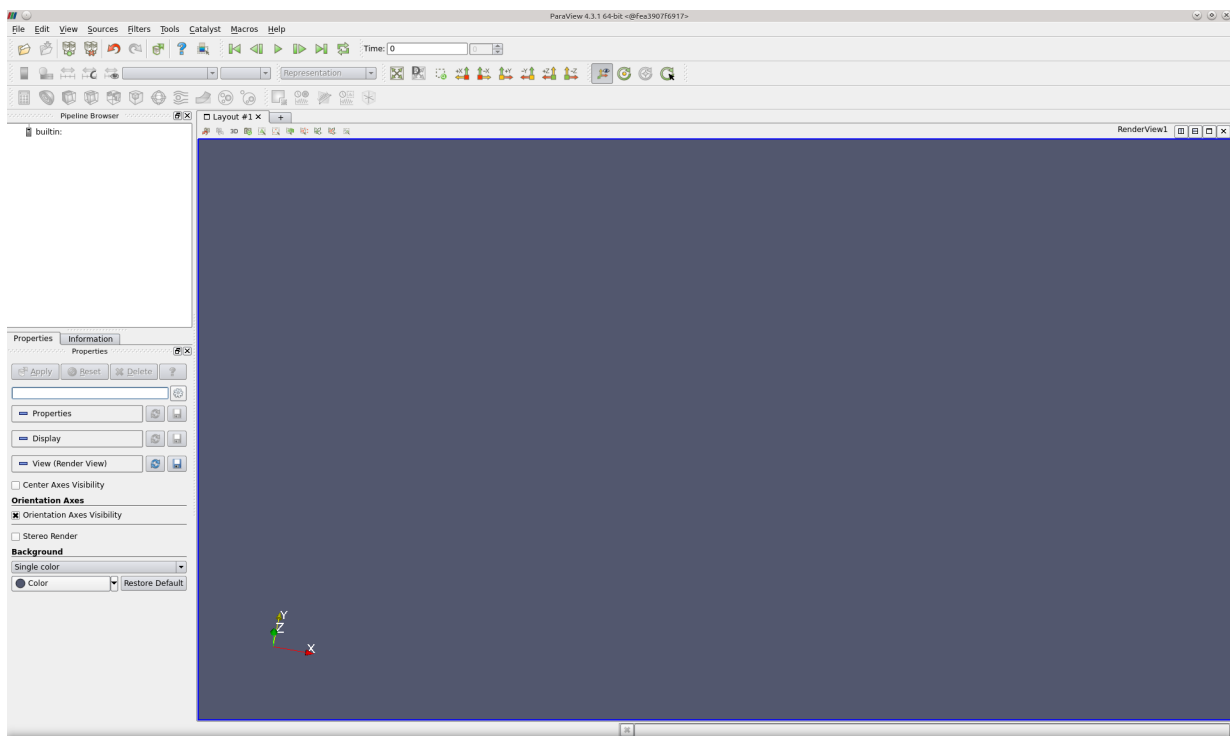 ParaView 4.3.1 64-bit <@fea3907f6917>
File Edit View Sources Filters Tools Catalyst Macros Help
Time: 0 0
Representation +X -X +Y -Y +Z -Z
Pipeline Browser
Layout #1 × +
builtin:
3D
RenderView1
Properties Information
Properties
Apply Reset Delete ?
Properties
Display
View (Render View)
Center Axes Visibility
Orientation Axes
Orientation Axes Visibility
Stereo Render
Background
Single color
Color Restore Default
Y
Z
X